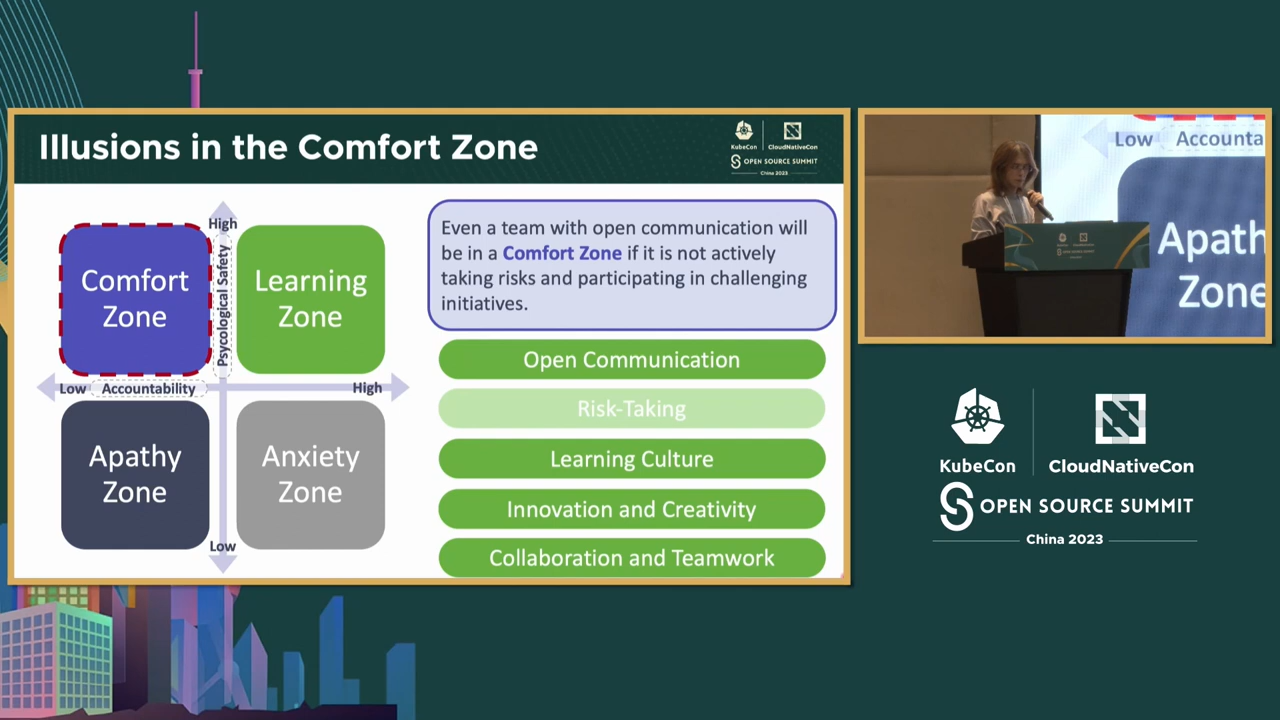 Illusions in the Comfort Zone
KubeCon
CloudNativeCon
OPEN SOURCE SUMMIT
China 2023
High
Comfort
Zone
Psycological Safety
Learning
Zone
Low
Accountability
High
Apathy
Zone
Anxiety
Zone
Low
Even a team with open communication will
be in a Comfort Zone if it is not actively
taking risks and participating in challenging
initiatives.
Open Communication
Risk-Taking
Learning Culture
Innovation and Creativity
Collaboration and Teamwork
Low
Accounta
Apath
Zone
KubeCon
CloudNativeCon
OPEN SOURCE SUMMIT
China 2023